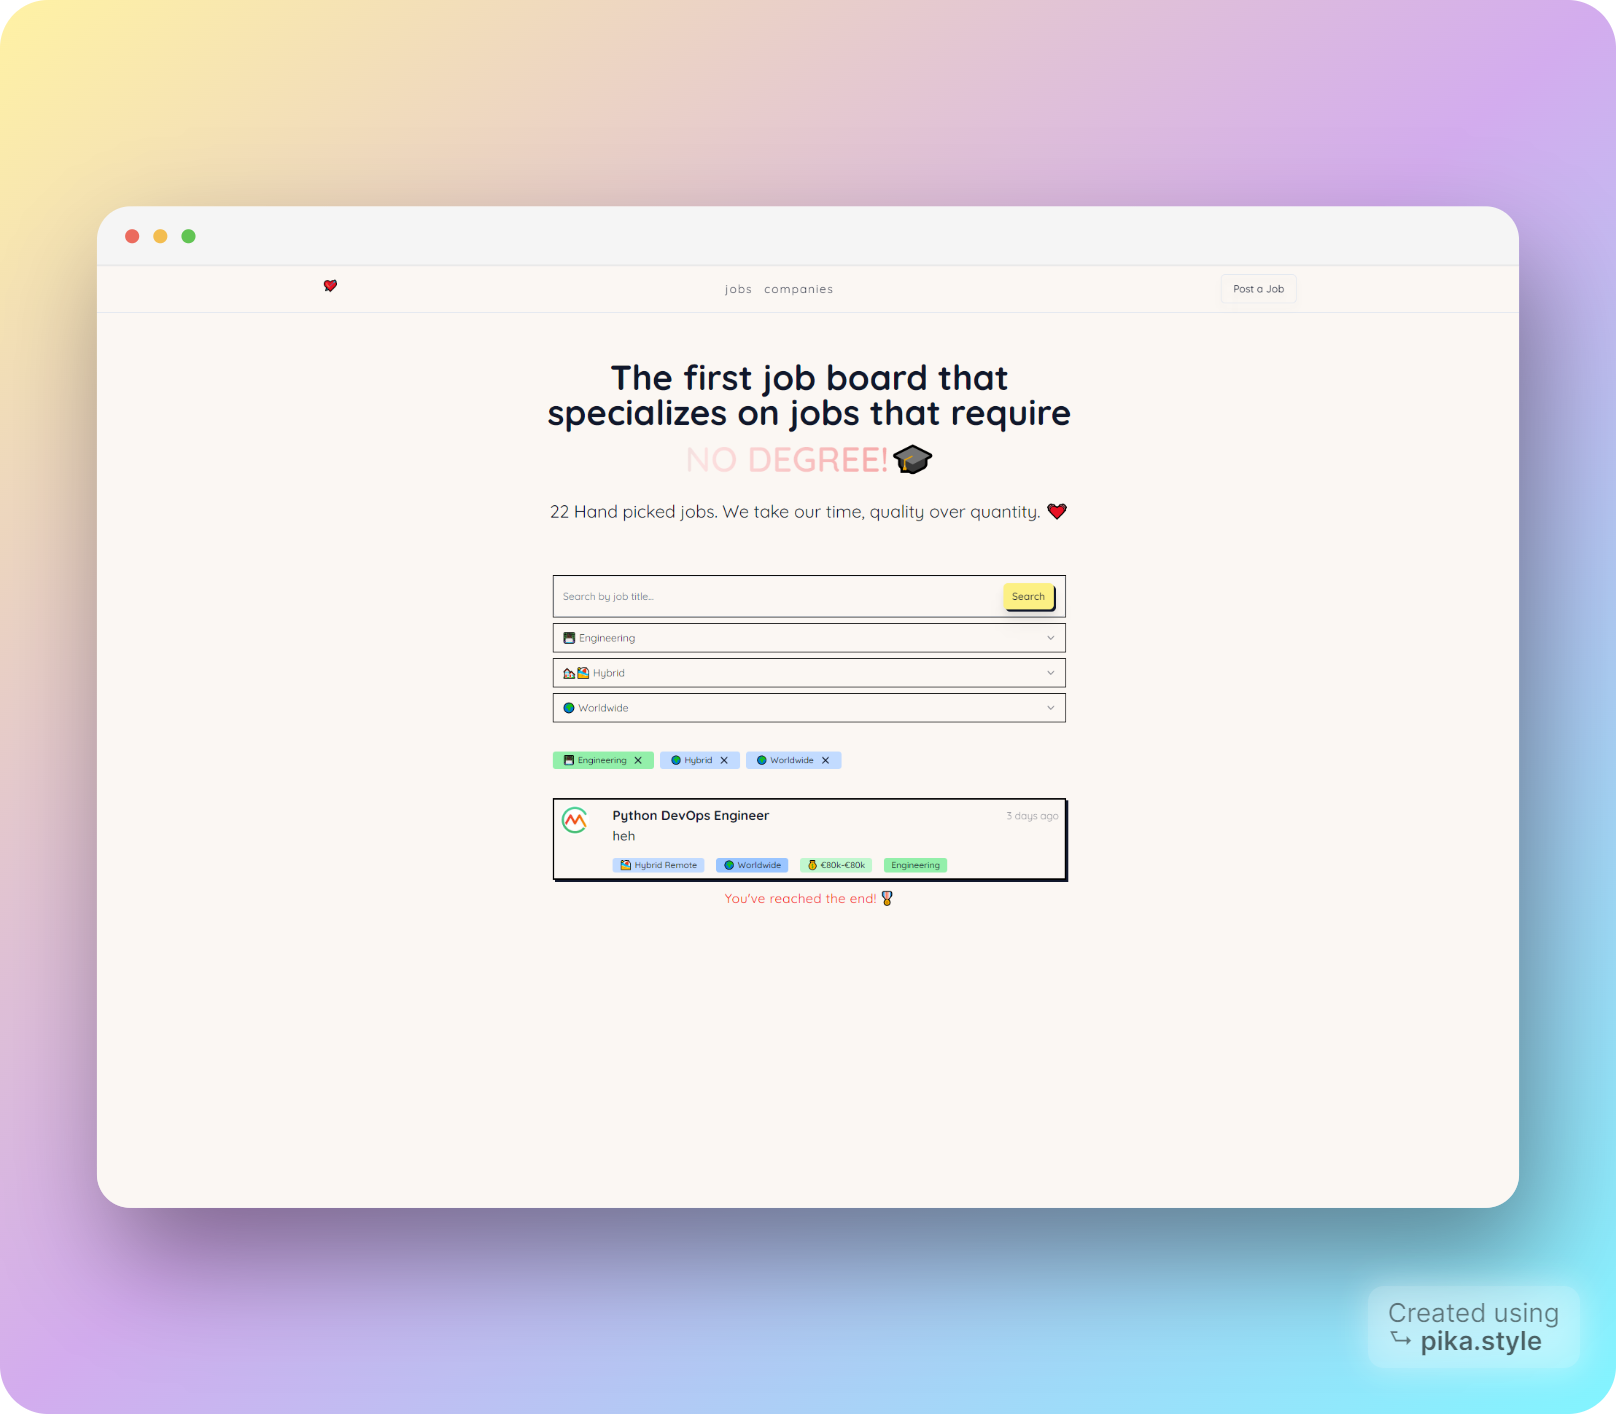 jobs companies
Post a Job
The first job board that
specializes on jobs that require
NO DEGREE!
22 Hand picked jobs. We take our time, quality over quantity.
Search by job title...
Search
Engineering
Hybrid
Worldwide
Engineering Hybrid Worldwide
Python DevOps Engineer
3 days ago
heh
Hybrid Remote Worldwide €80k-€80k Engineering
You've reached the end!
Created using
pika.style